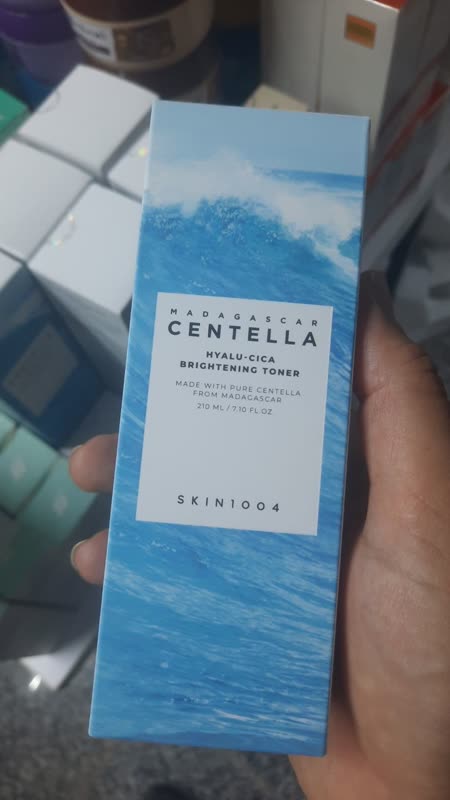 MADAGASCAR
CENTELLA
HYALU-CICA
BRIGHTENING TONER
MADE WITH PURE CENTELLA
FROM MADAGASCAR
210 ML / 7.10 FL.OZ
SKIN1004